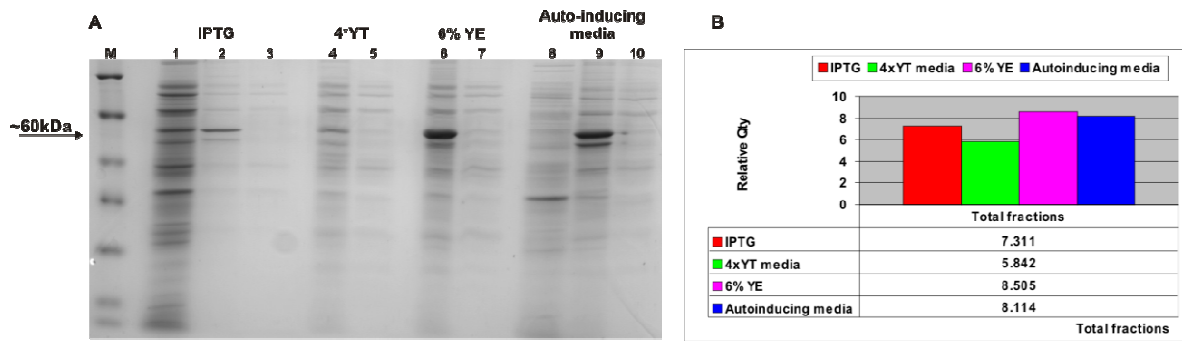 A
IPTG
4*YT
6% YE
Auto-inducing
media
M 1 2 3 4 5 6 7 8 9 10
~60kDa
B
IPTG 4xYT media 6% YE Autoinducing media
Relative Qty
10
8
6
4
2
0
Total fractions
IPTG 7.311
4xYT media 5.842
6% YE 8.505
Autoinducing media 8.114
Total fractions